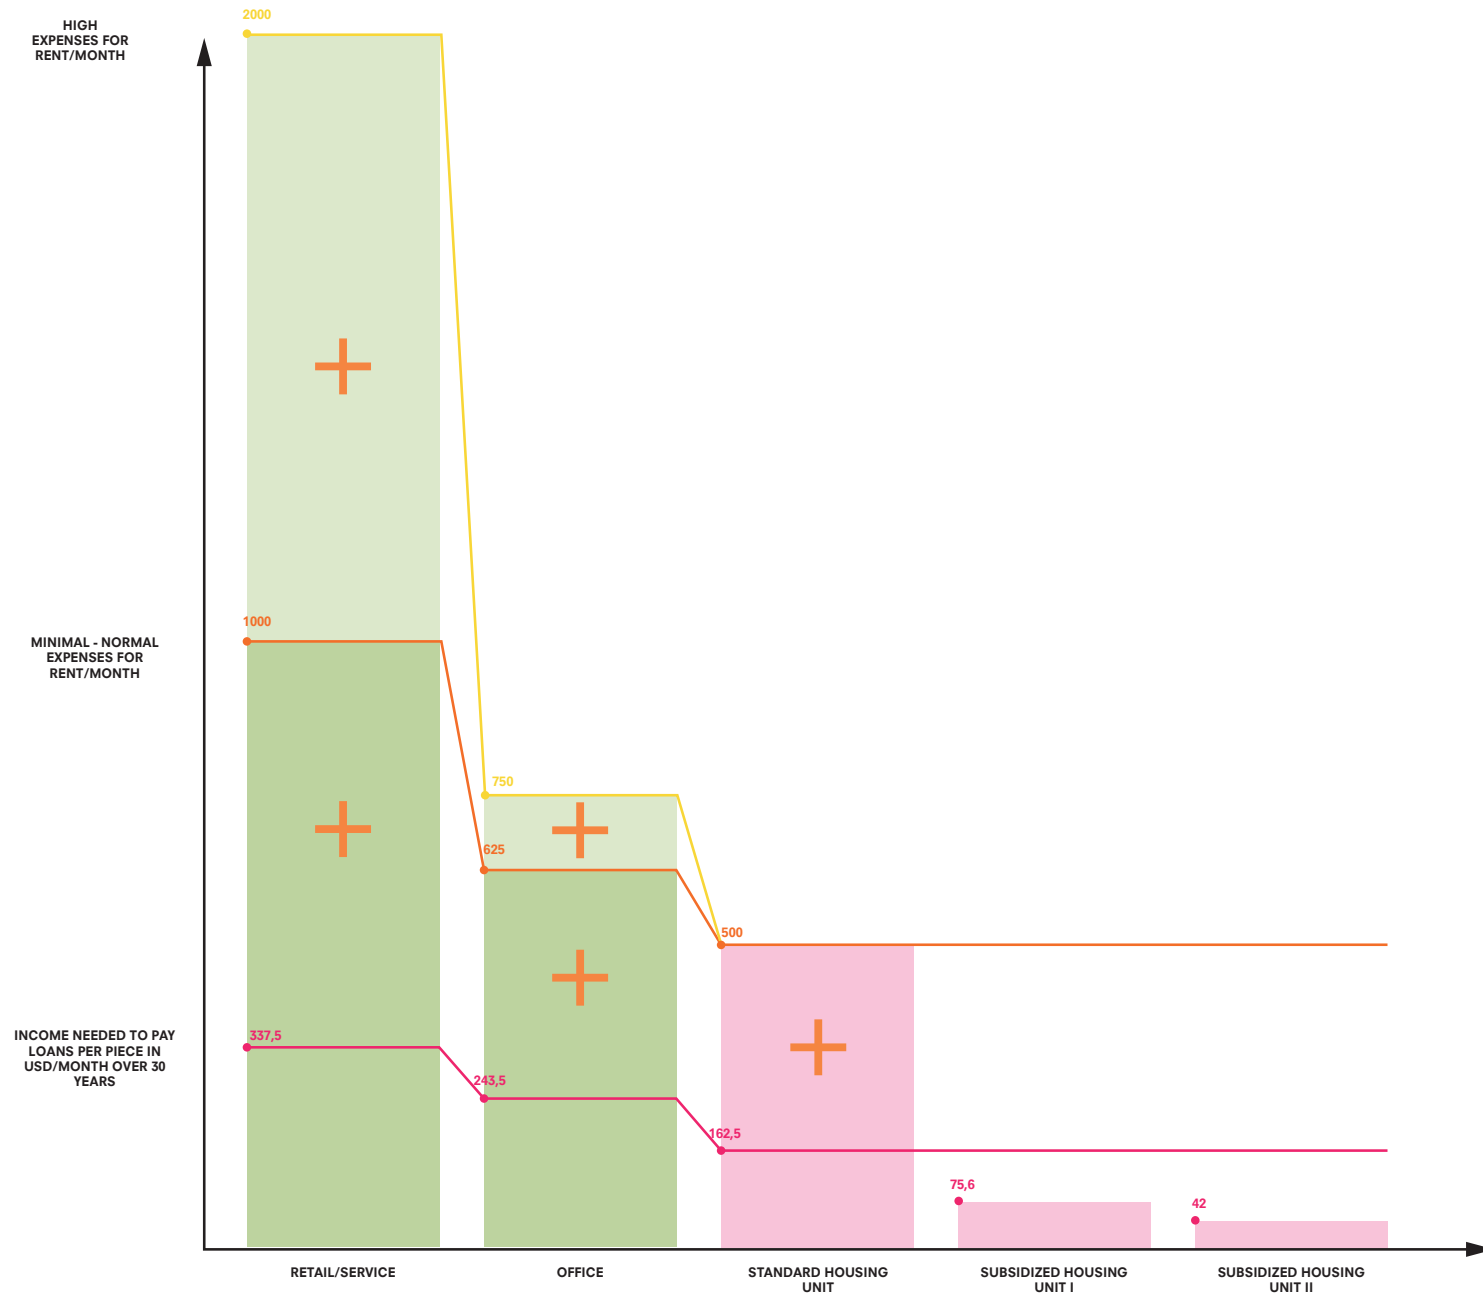 2000
HIGH
EXPENSES FOR
RENT/MONTH
750
1000
MINIMAL - NORMAL
EXPENSES FOR
RENT/MONTH
625
500
337,5
INCOME NEEDED TO PAY
LOANS PER PIECE IN
USD/MONTH OVER 30
YEARS
243,5
162,5
75,6
42
RETAIL/SERVICE
OFFICE
STANDARD HOUSING
UNIT
SUBSIDIZED HOUSING
UNIT I
SUBSIDIZED HOUSING
UNIT II